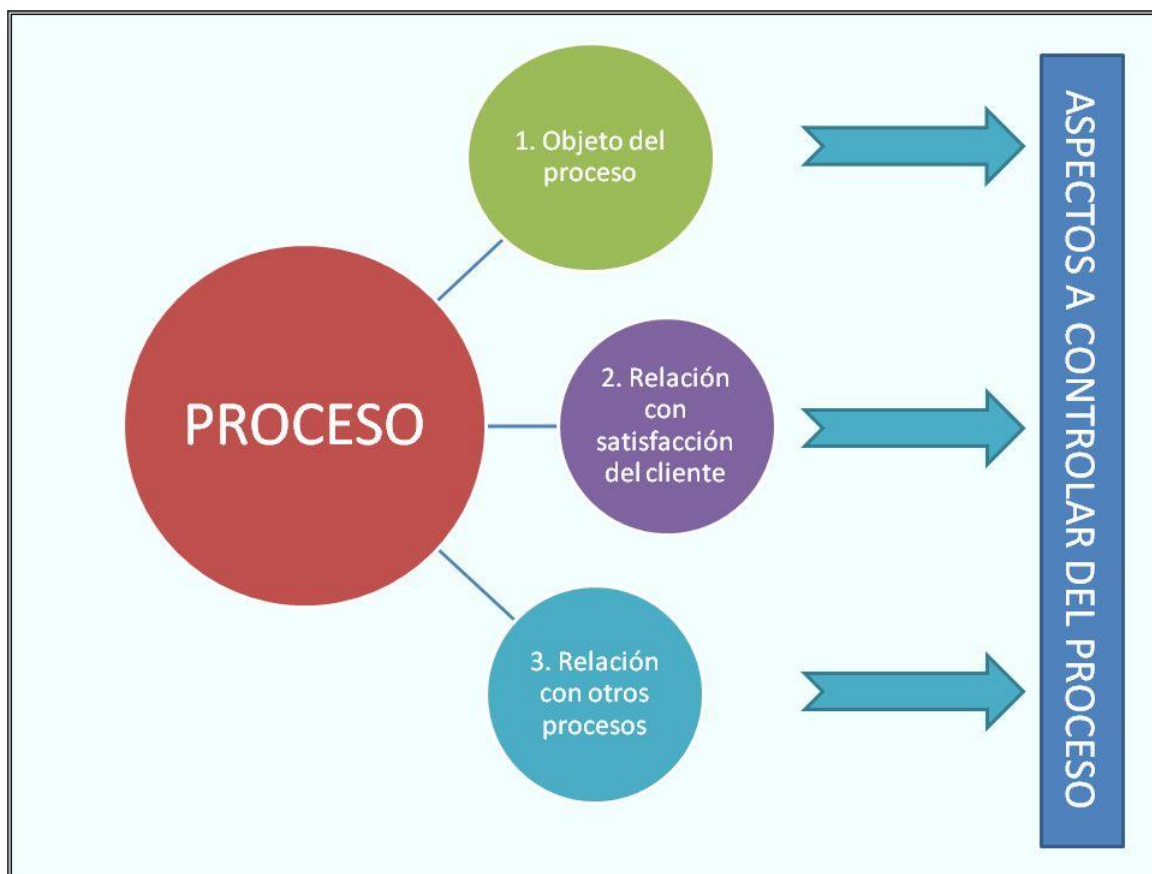 1. Objeto del
proceso
PROCESO
2. Relación
con
satisfacción
del cliente
3. Relación
con otros
procesos
ASPECTOS A CONTROLAR DEL PROCESO